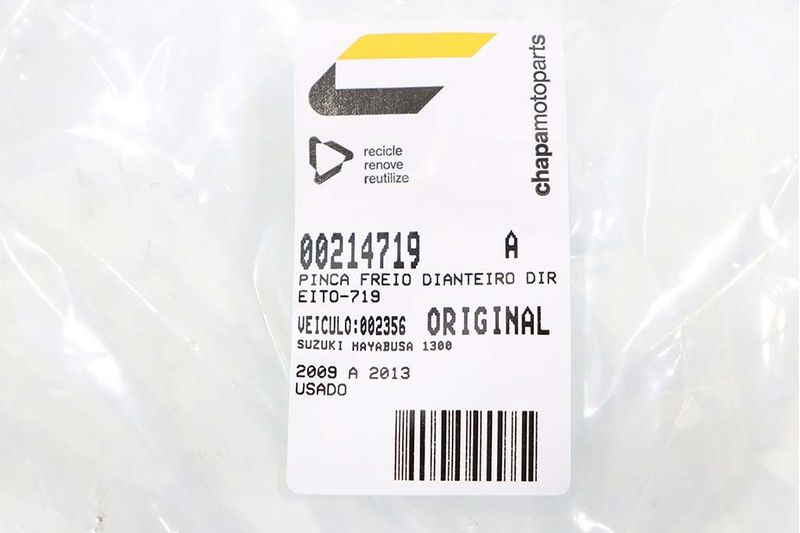 chapamotoparts
recicle
renove
reutilize
00214719 A
PINCA FREIO DIANTEIRO DIR
EITO-719
VEICULO:002356 ORIGINAL
SUZUKI HAYABUSA 1300
2009 A 2013
USADO